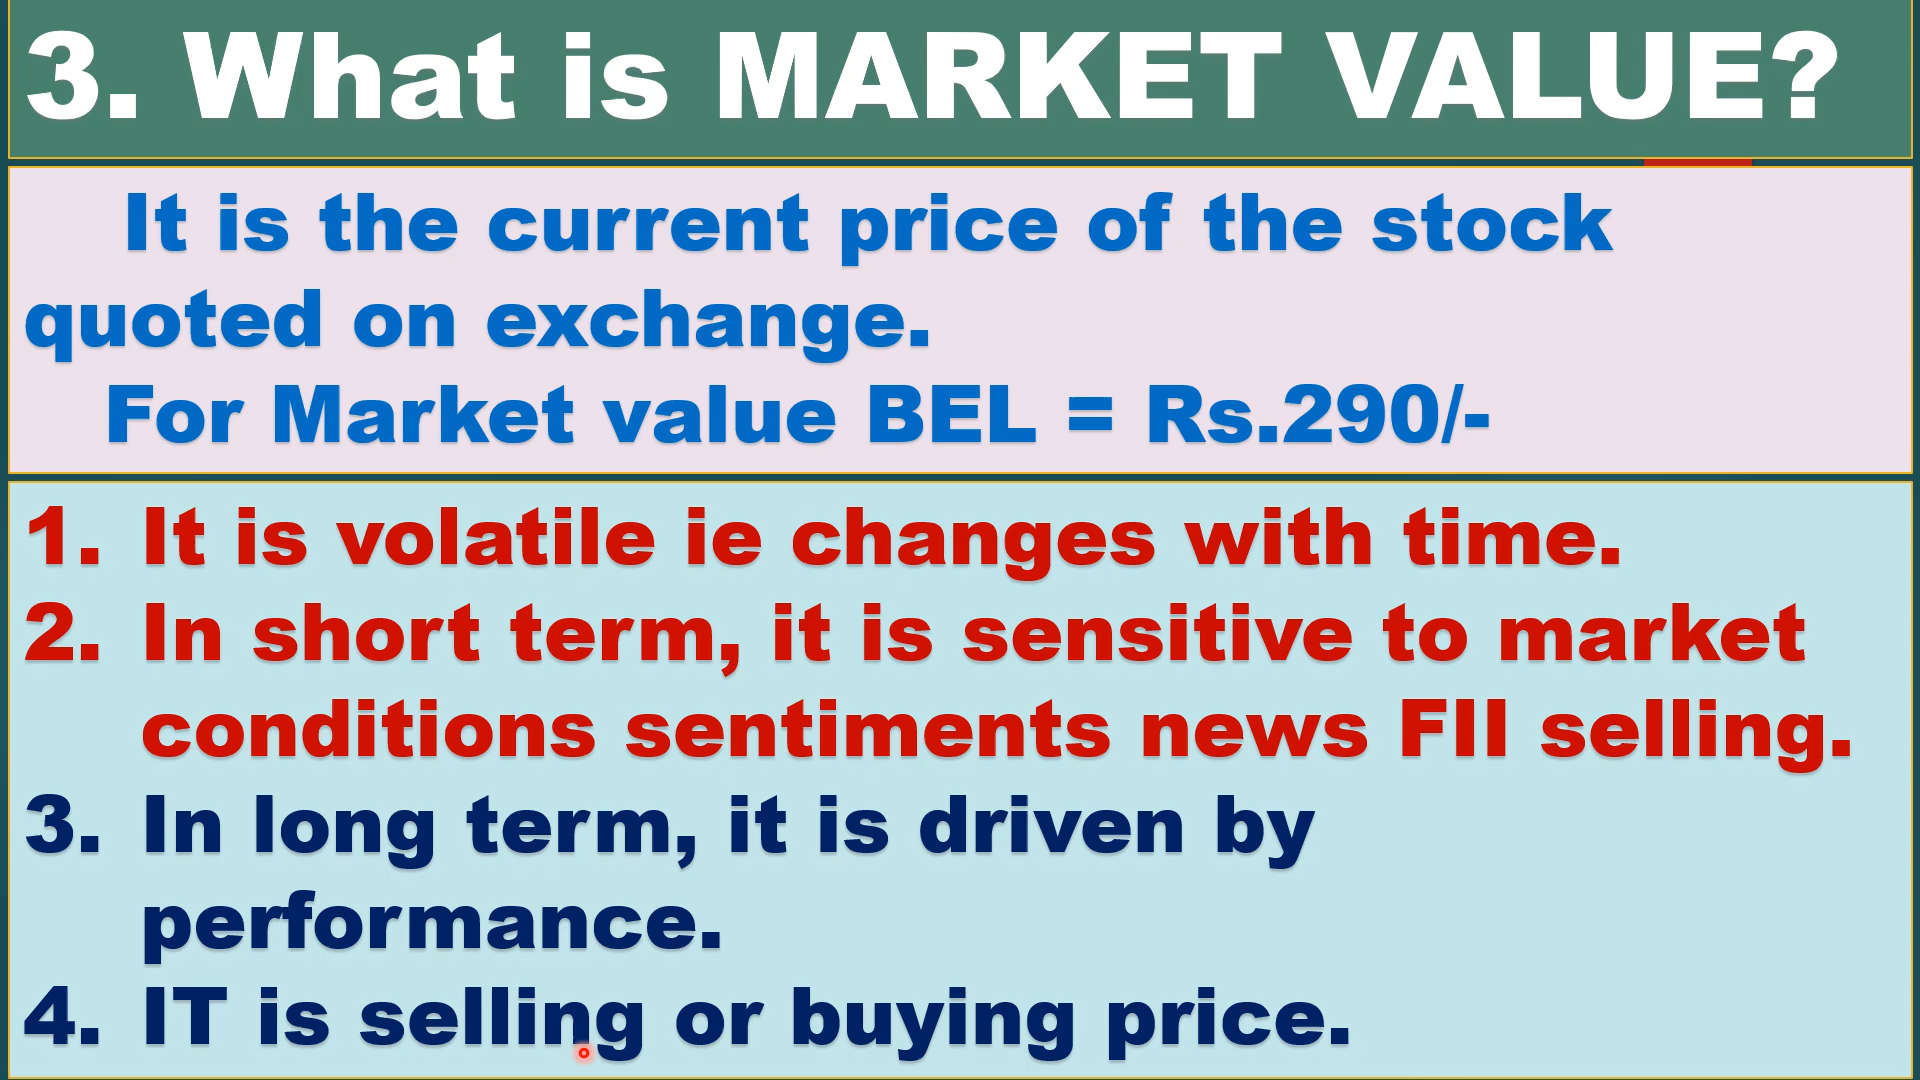 3. What is MARKET VALUE?
It is the current price of the stock
quoted on exchange.
For Market value BEL = Rs.290/-
1. It is volatile ie changes with time.
2. In short term, it is sensitive to market
conditions sentiments news FII selling.
3. In long term, it is driven by
performance.
4. IT is selling or buying price.